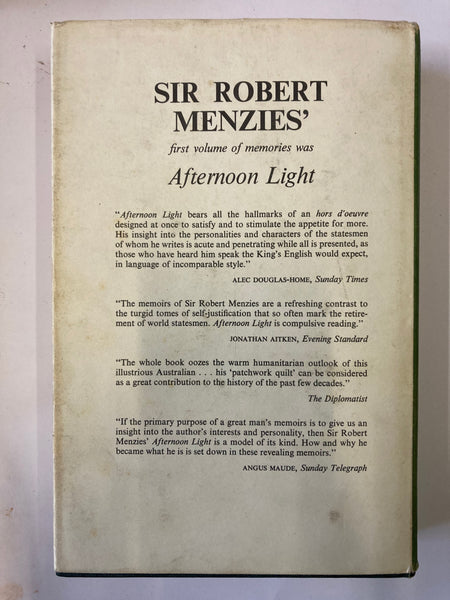 SIR ROBERT
MENZIES'
first volume of memories was
Afternoon Light
"Afternoon Light bears all the hallmarks of an hors d'oeuvre
designed at once to satisfy and to stimulate the appetite for more.
His insight into the personalities and characters of the statesmen
of whom he writes is acute and penetrating while all is presented, as
those who have heard him speak the King's English would expect,
in language of incomparable style."
ALEC DOUGLAS-HOME, Sunday Times
"The memoirs of Sir Robert Menzies are a refreshing contrast to
the turgid tomes of self-justification that so often mark the retire-
ment of world statesmen. Afternoon Light is compulsive reading."
JONATHAN AITKEN, Evening Standard
"The whole book oozes the warm humanitarian outlook of this
illustrious Australian . . . his 'patchwork quilt' can be considered
as a great contribution to the history of the past few decades."
The Diplomatist
"If the primary purpose of a great man's memoirs is to give us an
insight into the author's interests and personality, then Sir Robert
Menzies' Afternoon Light is a model of its kind. How and why he
became what he is is set down in these revealing memoirs."
ANGUS MAUDE, Sunday Telegraph